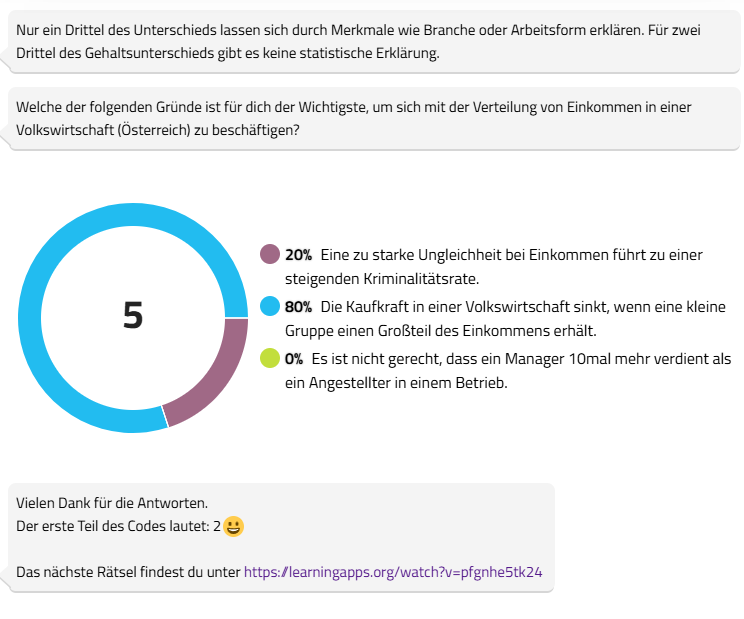 Nur ein Drittel des Unterschieds lassen sich durch Merkmale wie Branche oder Arbeitsform erklären. Für zwei
Drittel des Gehaltsunterschieds gibt es keine statistische Erklärung.
Welche der folgenden Gründe ist für dich der Wichtigste, um sich mit der Verteilung von Einkommen in einer
Volkswirtschaft (Österreich) zu beschäftigen?
5
20% Eine zu starke Ungleichheit bei Einkommen führt zu einer
steigenden Kriminalitätsrate.
80% Die Kaufkraft in einer Volkswirtschaft sinkt, wenn eine kleine
Gruppe einen Großteil des Einkommens erhält.
0% Es ist nicht gerecht, dass ein Manager 10mal mehr verdient als
ein Angestellter in einem Betrieb.
Vielen Dank für die Antworten.
Der erste Teil des Codes lautet: 2😀
Das nächste Rätsel findest du unter https://learningapps.org/watch?v=pfgnhe5tk24